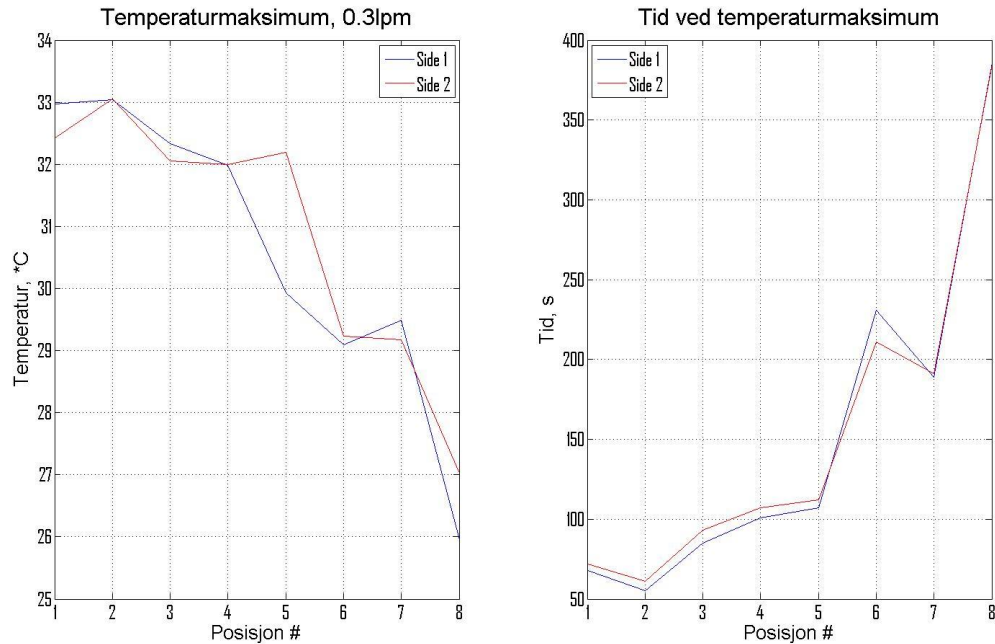 Temperaturmaksimum, 0.3lpm
34
33
32
31
30
29
28
27
26
25
Temperatur, *C
1 2 3 4 5 6 7 8
Posisjon #
Side 1
Side 2
Tid ved temperaturmaksimum
400
350
300
250
200
150
100
50
Tid, s
1 2 3 4 5 6 7 8
Posisjon #
Side 1
Side 2